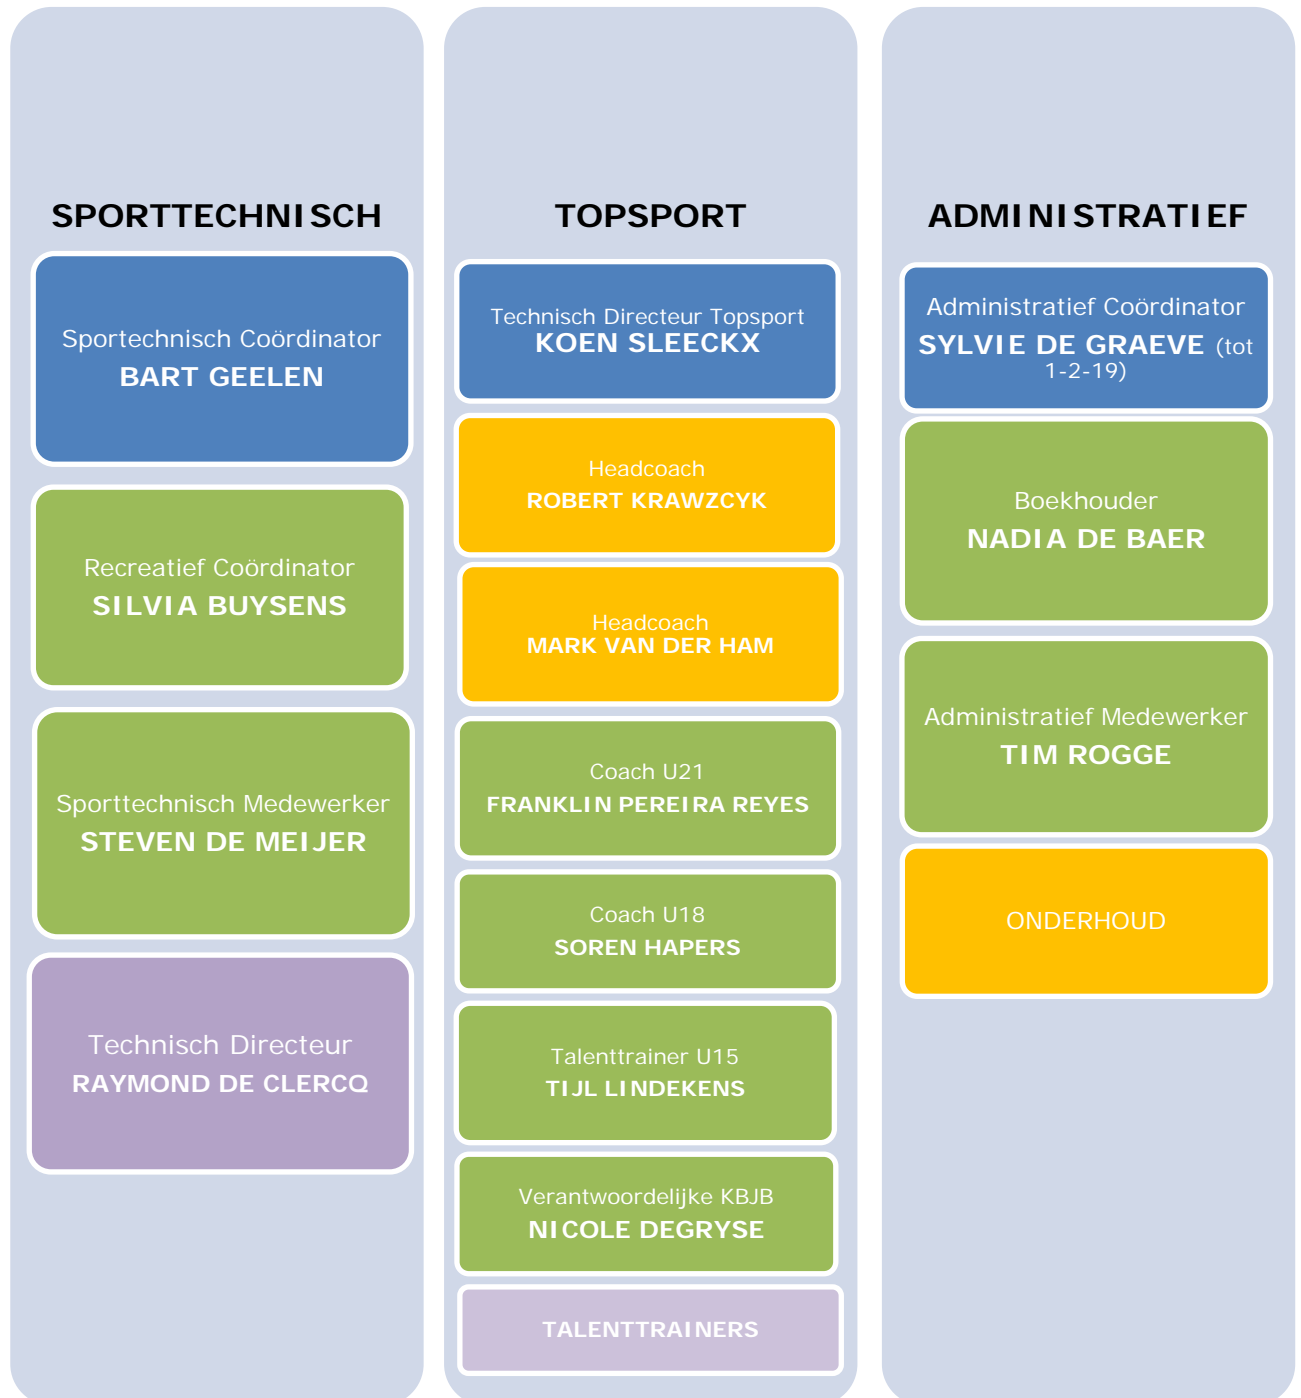 SPORTTECHNISCH
Sportechnisch Coördinator
BART GEELEN
Recreatief Coördinator
SILVIA BUYSENS
Sporttechnisch Medewerker
STEVEN DE MEIJER
Technisch Directeur
RAYMOND DE CLERCQ
TOPSPORT
Technisch Directeur Topsport
KOEN SLEECKX
Headcoach
ROBERT KRAWZCYK
Headcoach
MARK VAN DER HAM
Coach U21
FRANKLIN PEREIRA REYES
Coach U18
SOREN HAPERS
Talenttrainer U15
TIJL LINDEKENS
Verantwoordelijke KBJB
NICOLE DEGRYSE
TALENTTRAINERS
ADMINISTRATIEF
Administratief Coördinator
SYLVIE DE GRAEVE (tot
1-2-19)
Boekhouder
NADIA DE BAER
Administratief Medewerker
TIM ROGGE
ONDERHOUD